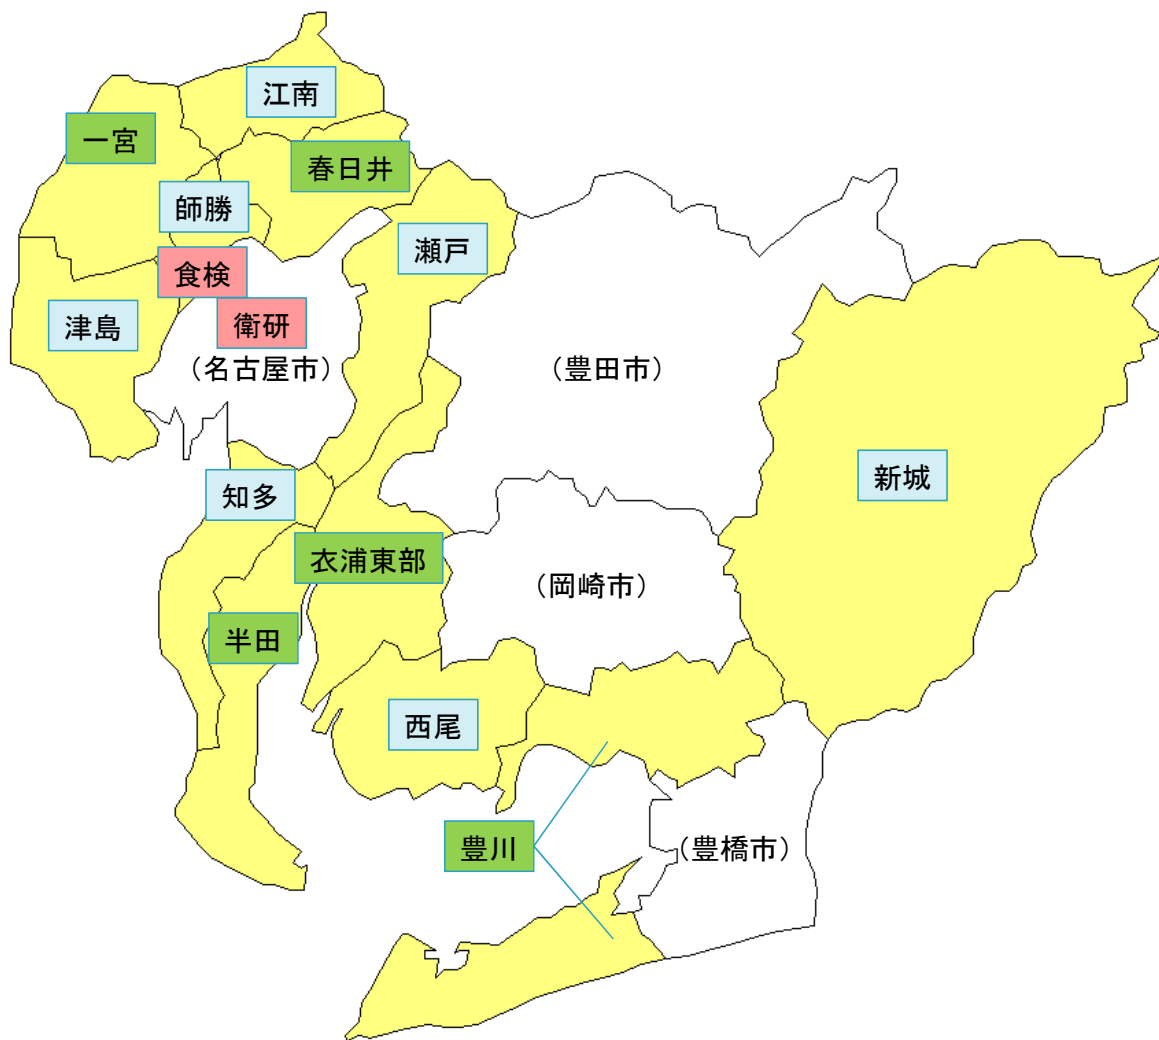 江南
一宮
春日井
師勝
瀬戸
食検
津島
衛研
（名古屋市）
（豊田市）
知多
新城
衣浦東部
（岡崎市）
半田
西尾
豊川
（豊橋市）